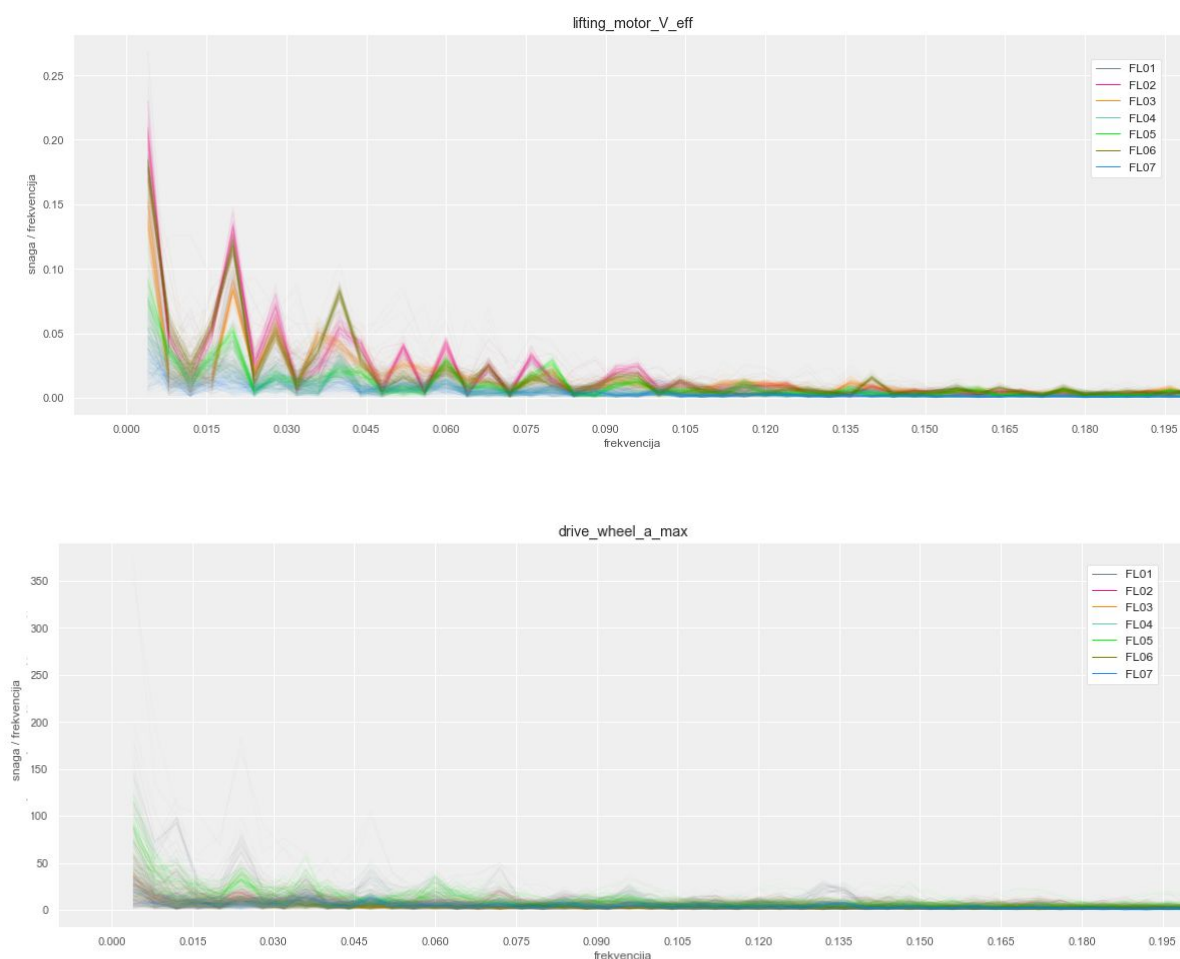 lifting_motor_V_eff
snaga / frekvencija
0.25
0.20
0.15
0.10
0.05
0.00
FL01
FL02
FL03
FL04
FL05
FL06
FL07
0.000 0.015 0.030 0.045 0.060 0.075 0.090 0.105 0.120 0.135 0.150 0.165 0.180 0.195
frekvencija
drive_wheel_a_max
snaga / frekvencija
350
300
250
200
150
100
50
0
FL01
FL02
FL03
FL04
FL05
FL06
FL07
0.000 0.015 0.030 0.045 0.060 0.075 0.090 0.105 0.120 0.135 0.150 0.165 0.180 0.195
frekvencija